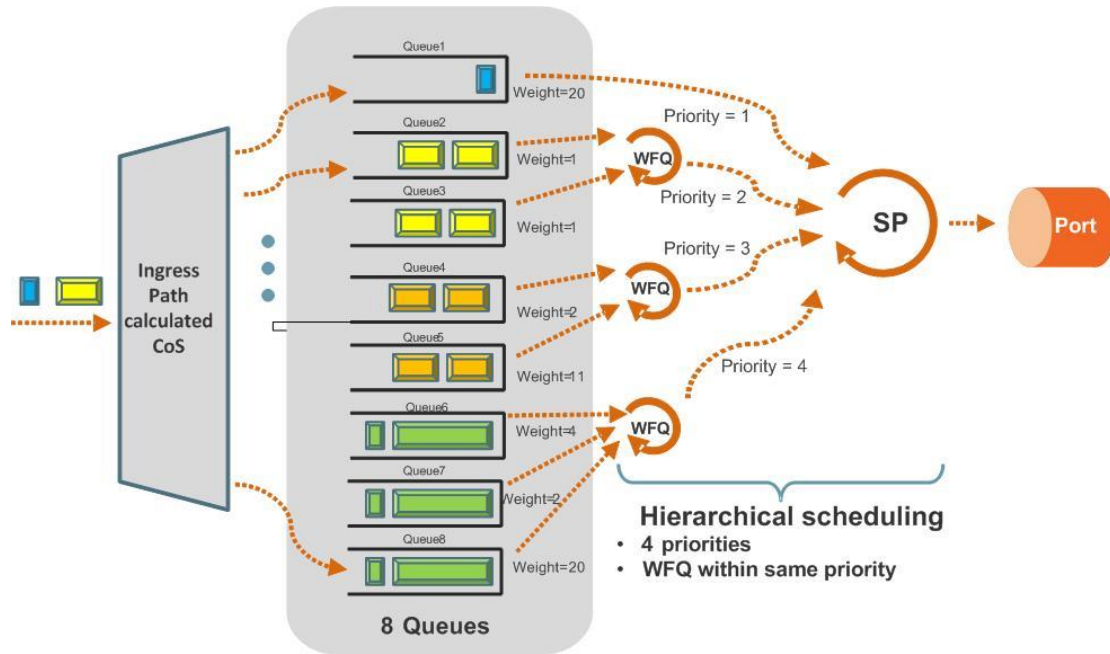 Queue1
Weight=20
Priority = 1
Queue2
WFQ
Weight=1
Queue3
Priority = 2
Weight=1
SP
Port
Priority = 3
Ingress
Path
calculated
CoS
Queue4
WFQ
Weight=2
Queue5
Priority = 4
Weight=11
Queue6
WFQ
Weight=4
Queue7
Weight=2
Hierarchical scheduling
• 4 priorities
• WFQ within same priority
Queue8
Weight=20
8 Queues